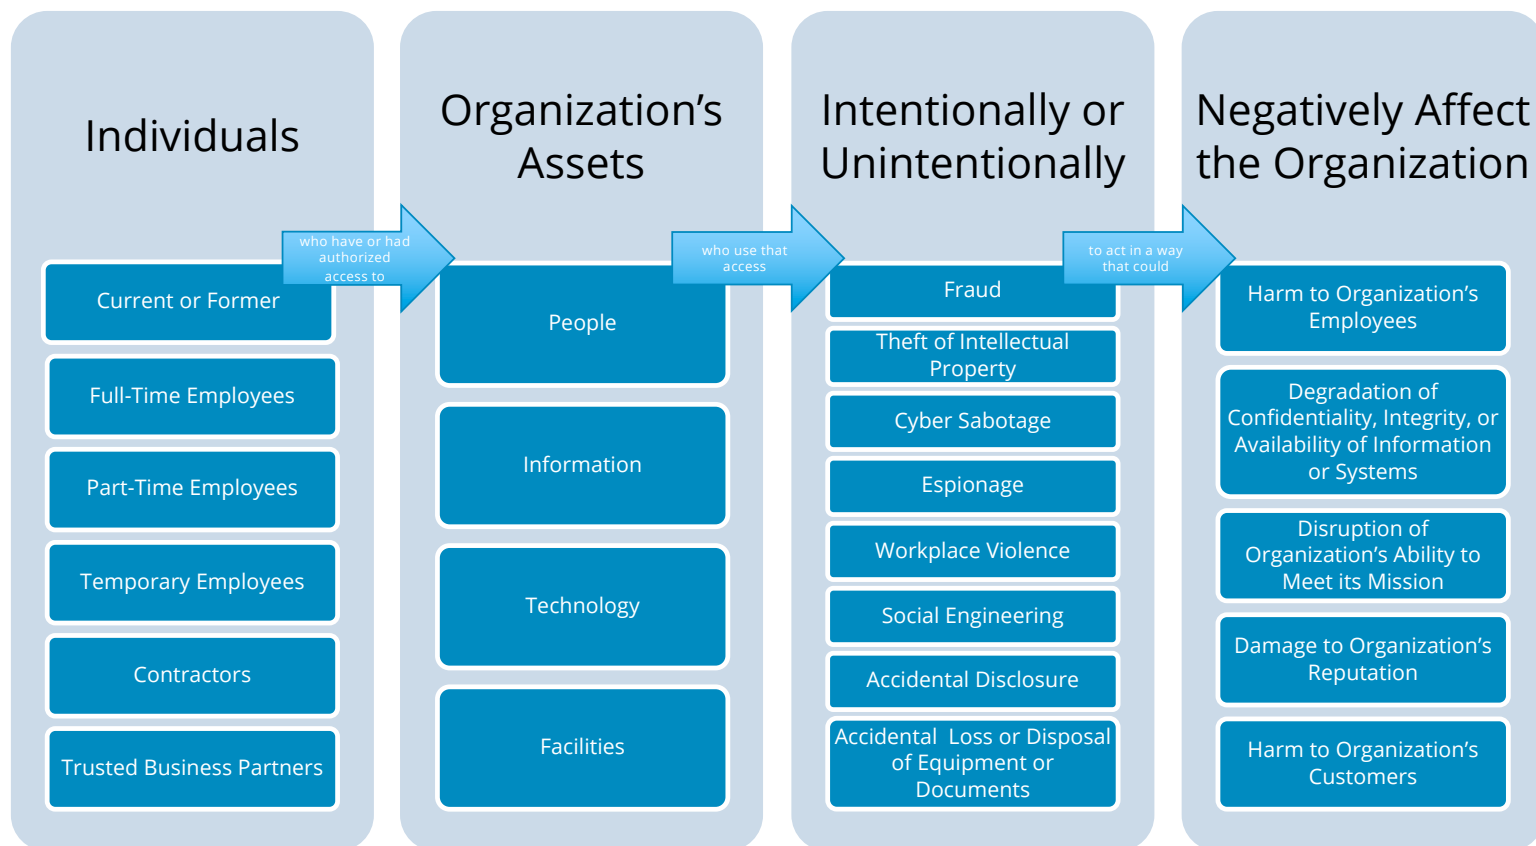 Individuals
who have or had
authorized
access to
Current or Former
Full-Time Employees
Part-Time Employees
Temporary Employees
Contractors
Trusted Business Partners
Organization’s
Assets
who use that
access
People
Information
Technology
Facilities
Intentionally or
Unintentionally
to act in a way
that could
Fraud
Theft of Intellectual
Property
Cyber Sabotage
Espionage
Workplace Violence
Social Engineering
Accidental Disclosure
Accidental Loss or Disposal
of Equipment or
Documents
Negatively Affect
the Organization
Harm to Organization’s
Employees
Degradation of
Confidentiality, Integrity, or
Availability of Information
or Systems
Disruption of
Organization’s Ability to
Meet its Mission
Damage to Organization’s
Reputation
Harm to Organization’s
Customers